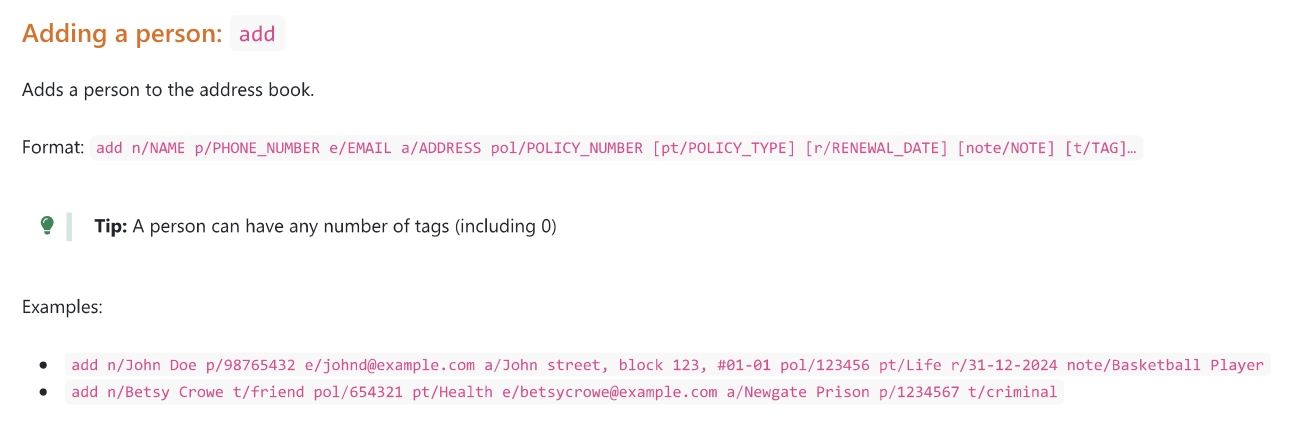 Adding a person: add
Adds a person to the address book.
Format: add n/NAME p/PHONE_NUMBER e/EMAIL a/ADDRESS pol/POLICY_NUMBER [pt/POLICY_TYPE] [r/RENEWAL_DATE] [note/NOTE] [t/TAG]…
Tip: A person can have any number of tags (including 0)
Examples:
• add n/John Doe p/98765432 e/johnd@example.com a/John street, block 123, #01-01 pol/123456 pt/Life r/31-12-2024 note/Basketball Player
• add n/Betsy Crowe t/friend pol/654321 pt/Health e/betsycrowe@example.com a/Newgate Prison p/1234567 t/criminal